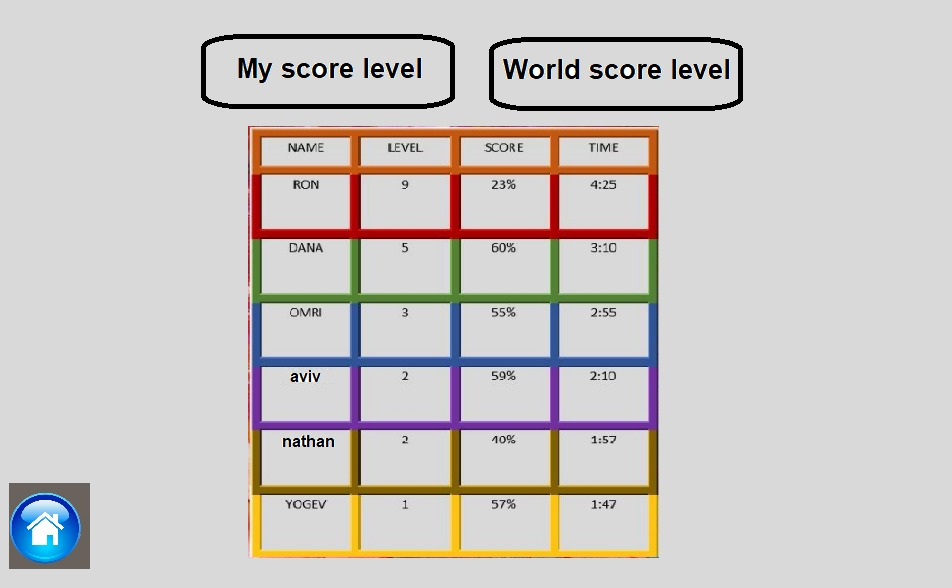 My score level World score level
NAME LEVEL SCORE TIME
RON 9 23% 4:25
DANA 5 60% 3:10
OMRI 3 55% 2:55
aviv 2 59% 2:10
nathan 2 40% 1:57
YOGEV 1 57% 1:47